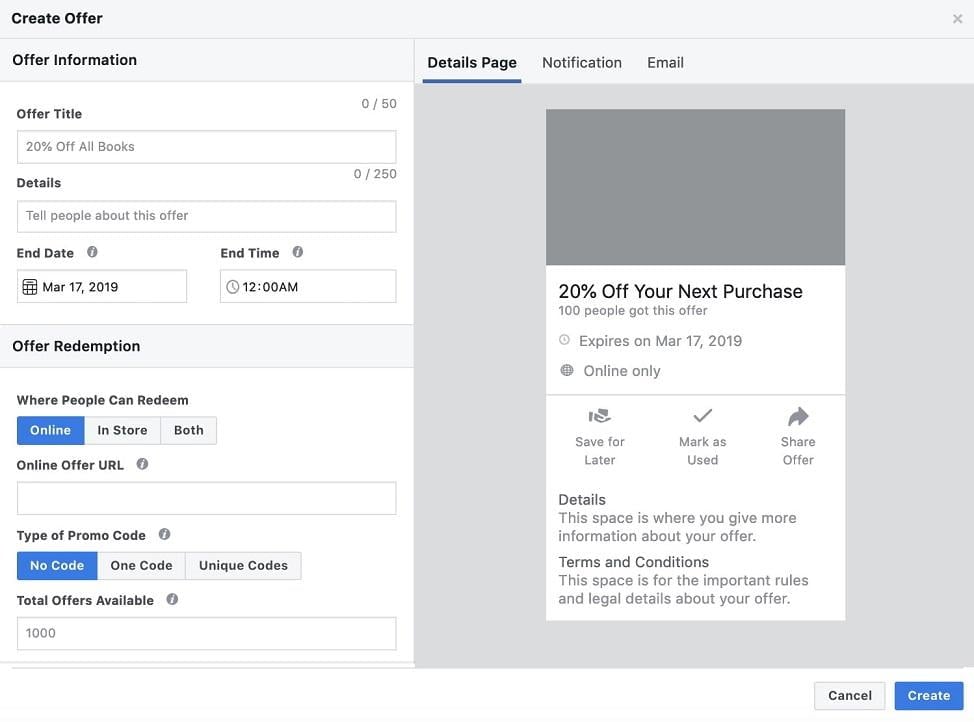 Create Offer
×
Offer Information
0 / 50
Offer Title
20% Off All Books
0 / 250
Details
Tell people about this offer
End Date i
End Time i
Mar 17, 2019
12:00AM
Offer Redemption
Where People Can Redeem
Online
In Store
Both
Online Offer URL i
Type of Promo Code i
No Code
One Code
Unique Codes
Total Offers Available i
1000
Details Page
Notification
Email
20% Off Your Next Purchase
100 people got this offer
Expires on Mar 17, 2019
Online only
Save for
Later
Mark as
Used
Share
Offer
Details
This space is where you give more
information about your offer.
Terms and Conditions
This space is for the important rules
and legal details about your offer.
Cancel
Create